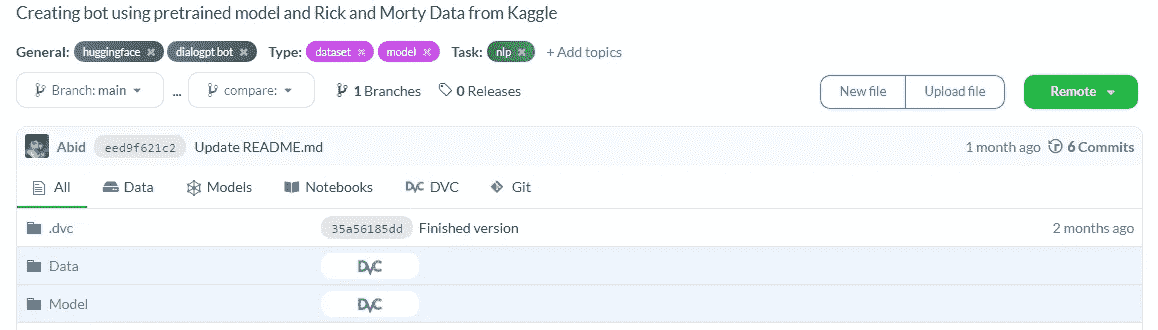 Creating bot using pretrained model and Rick and Morty Data from Kaggle
General: huggingface × dialogpt bot × Type: dataset × model × Task: nlp × + Add topics
Branch: main ... compare: 1 Branches 0 Releases New file Upload file Remote
Abid eed9f621c2 Update README.md 1 month ago 6 Commits
All Data Models Notebooks DVC DVC Git
.dvc 35a56185dd Finished version 2 months ago
Data DVC
Model DVC